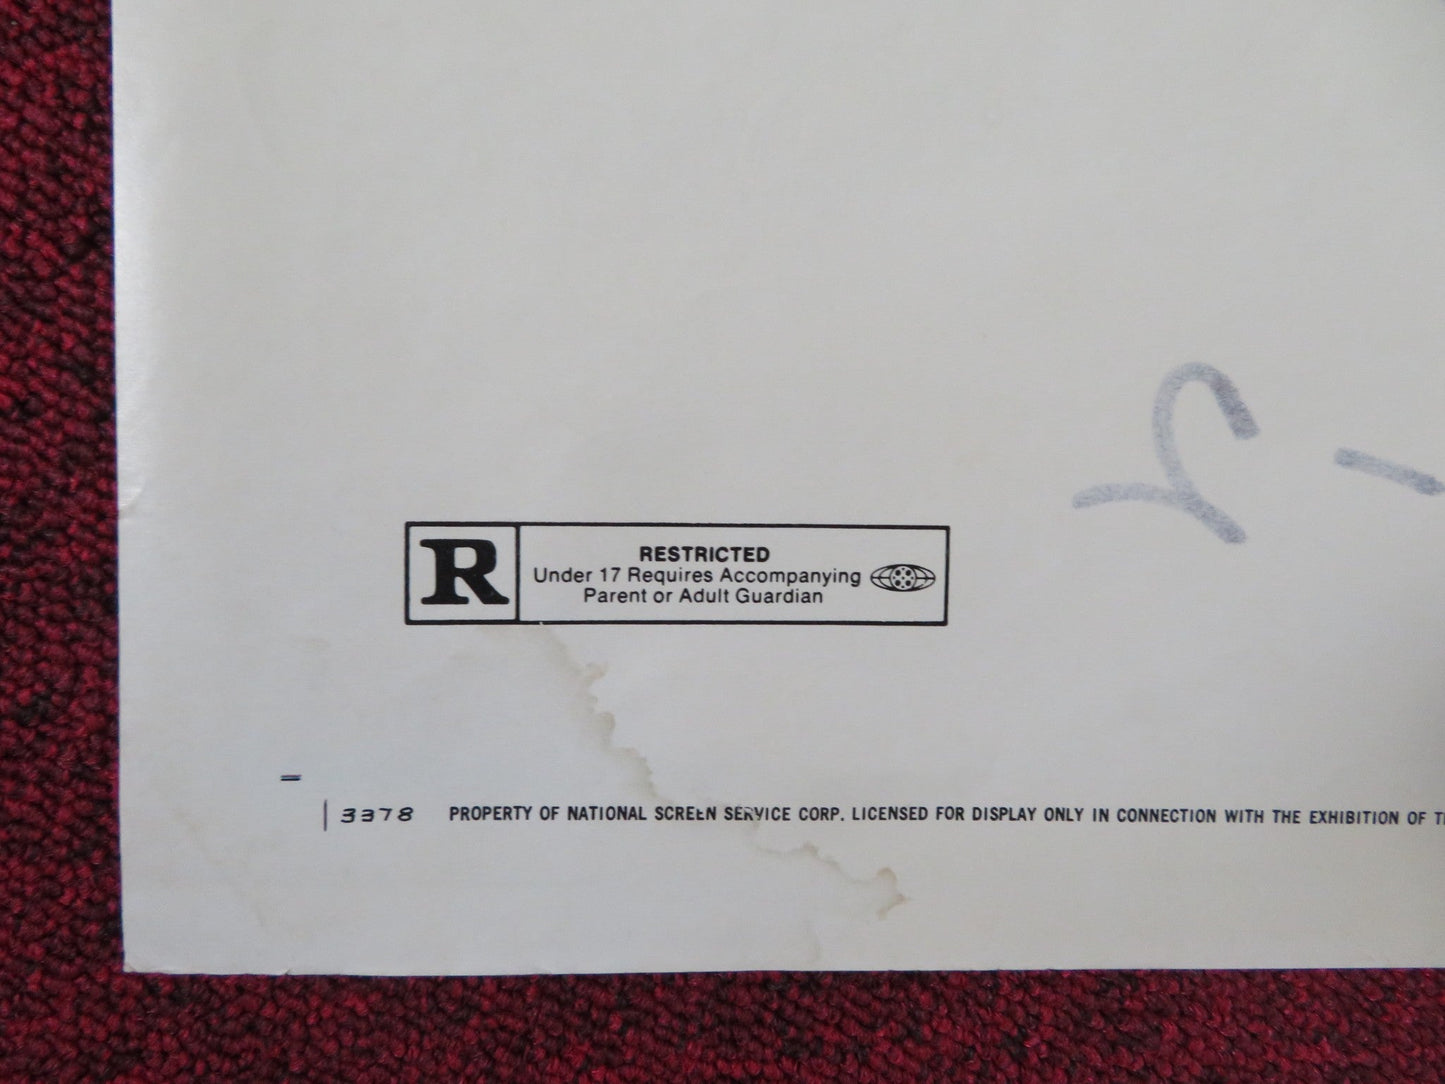 R
RESTRICTED
Under 17 Requires Accompanying
Parent or Adult Guardian
3378 PROPERTY OF NATIONAL SCREEN SERVICE CORP. LICENSED FOR DISPLAY ONLY IN CONNECTION WITH THE EXHIBITION OF